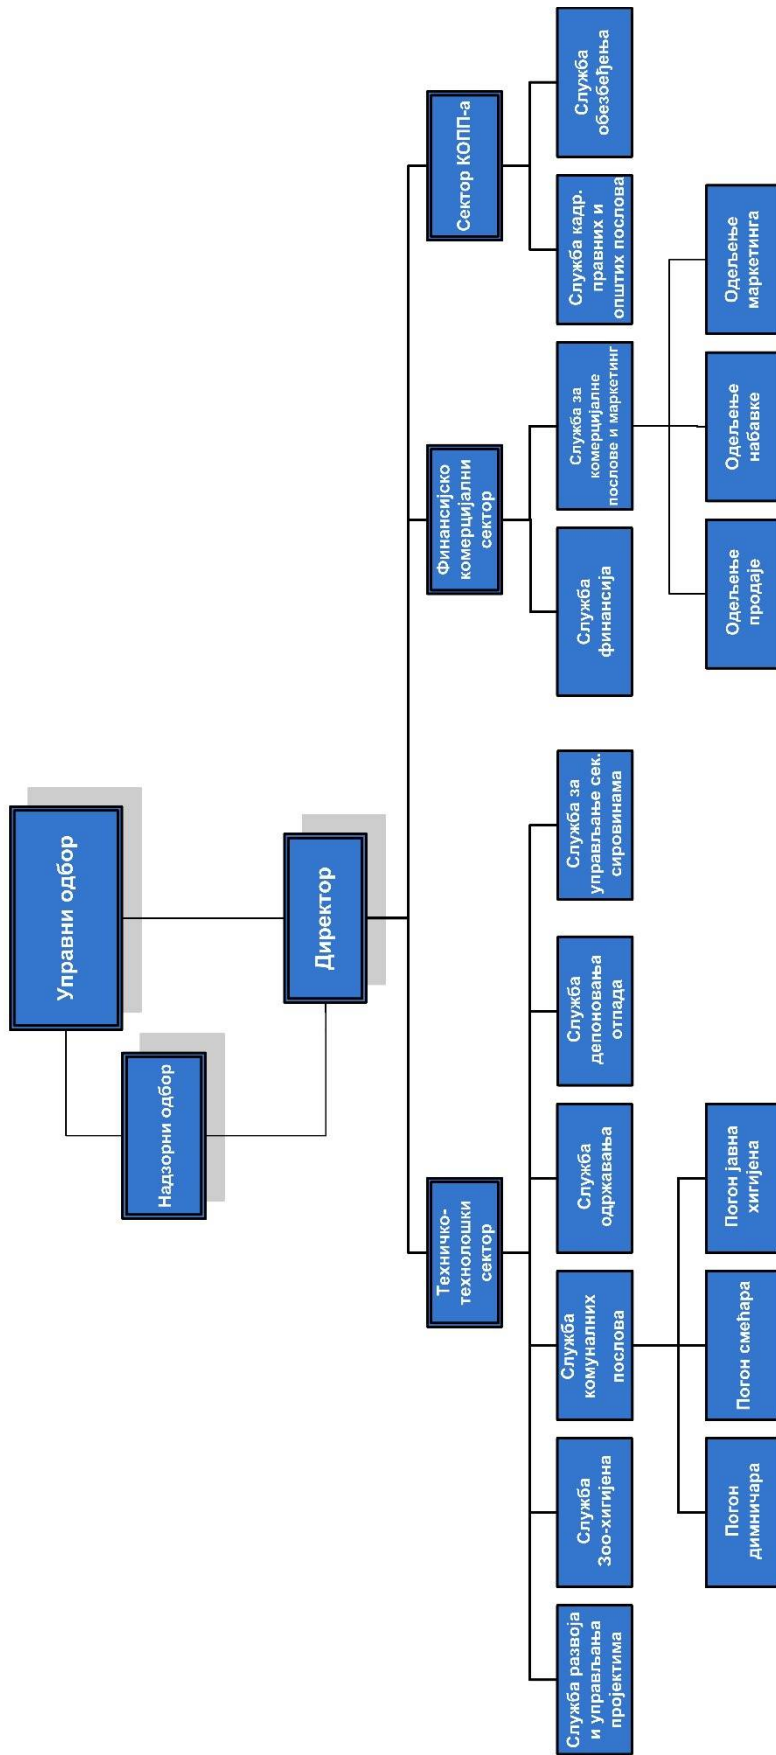 Управни одбор
Надзорни одбор
Директор
Техничко-
технолошки
сектор
Финансијско
комерцијални
сектор
Сектор КОПП-а
Служба развоја
и управљања
пројектима
Служба
Зоо-хигијена
Служба
комуналних
послова
Служба
одржавања
Служба
депоновања
отпада
Служба за
управљање сек.
сировинама
Служба
финансија
Служба за
комерцијалне
послове и маркетинг
Служба кадр.
правних и
општих послова
Служба
обезбеђења
Погон
димничара
Погон смећара
Погон јавна
хигијена
Одељење
продаје
Одељење
набавке
Одељење
маркетинга